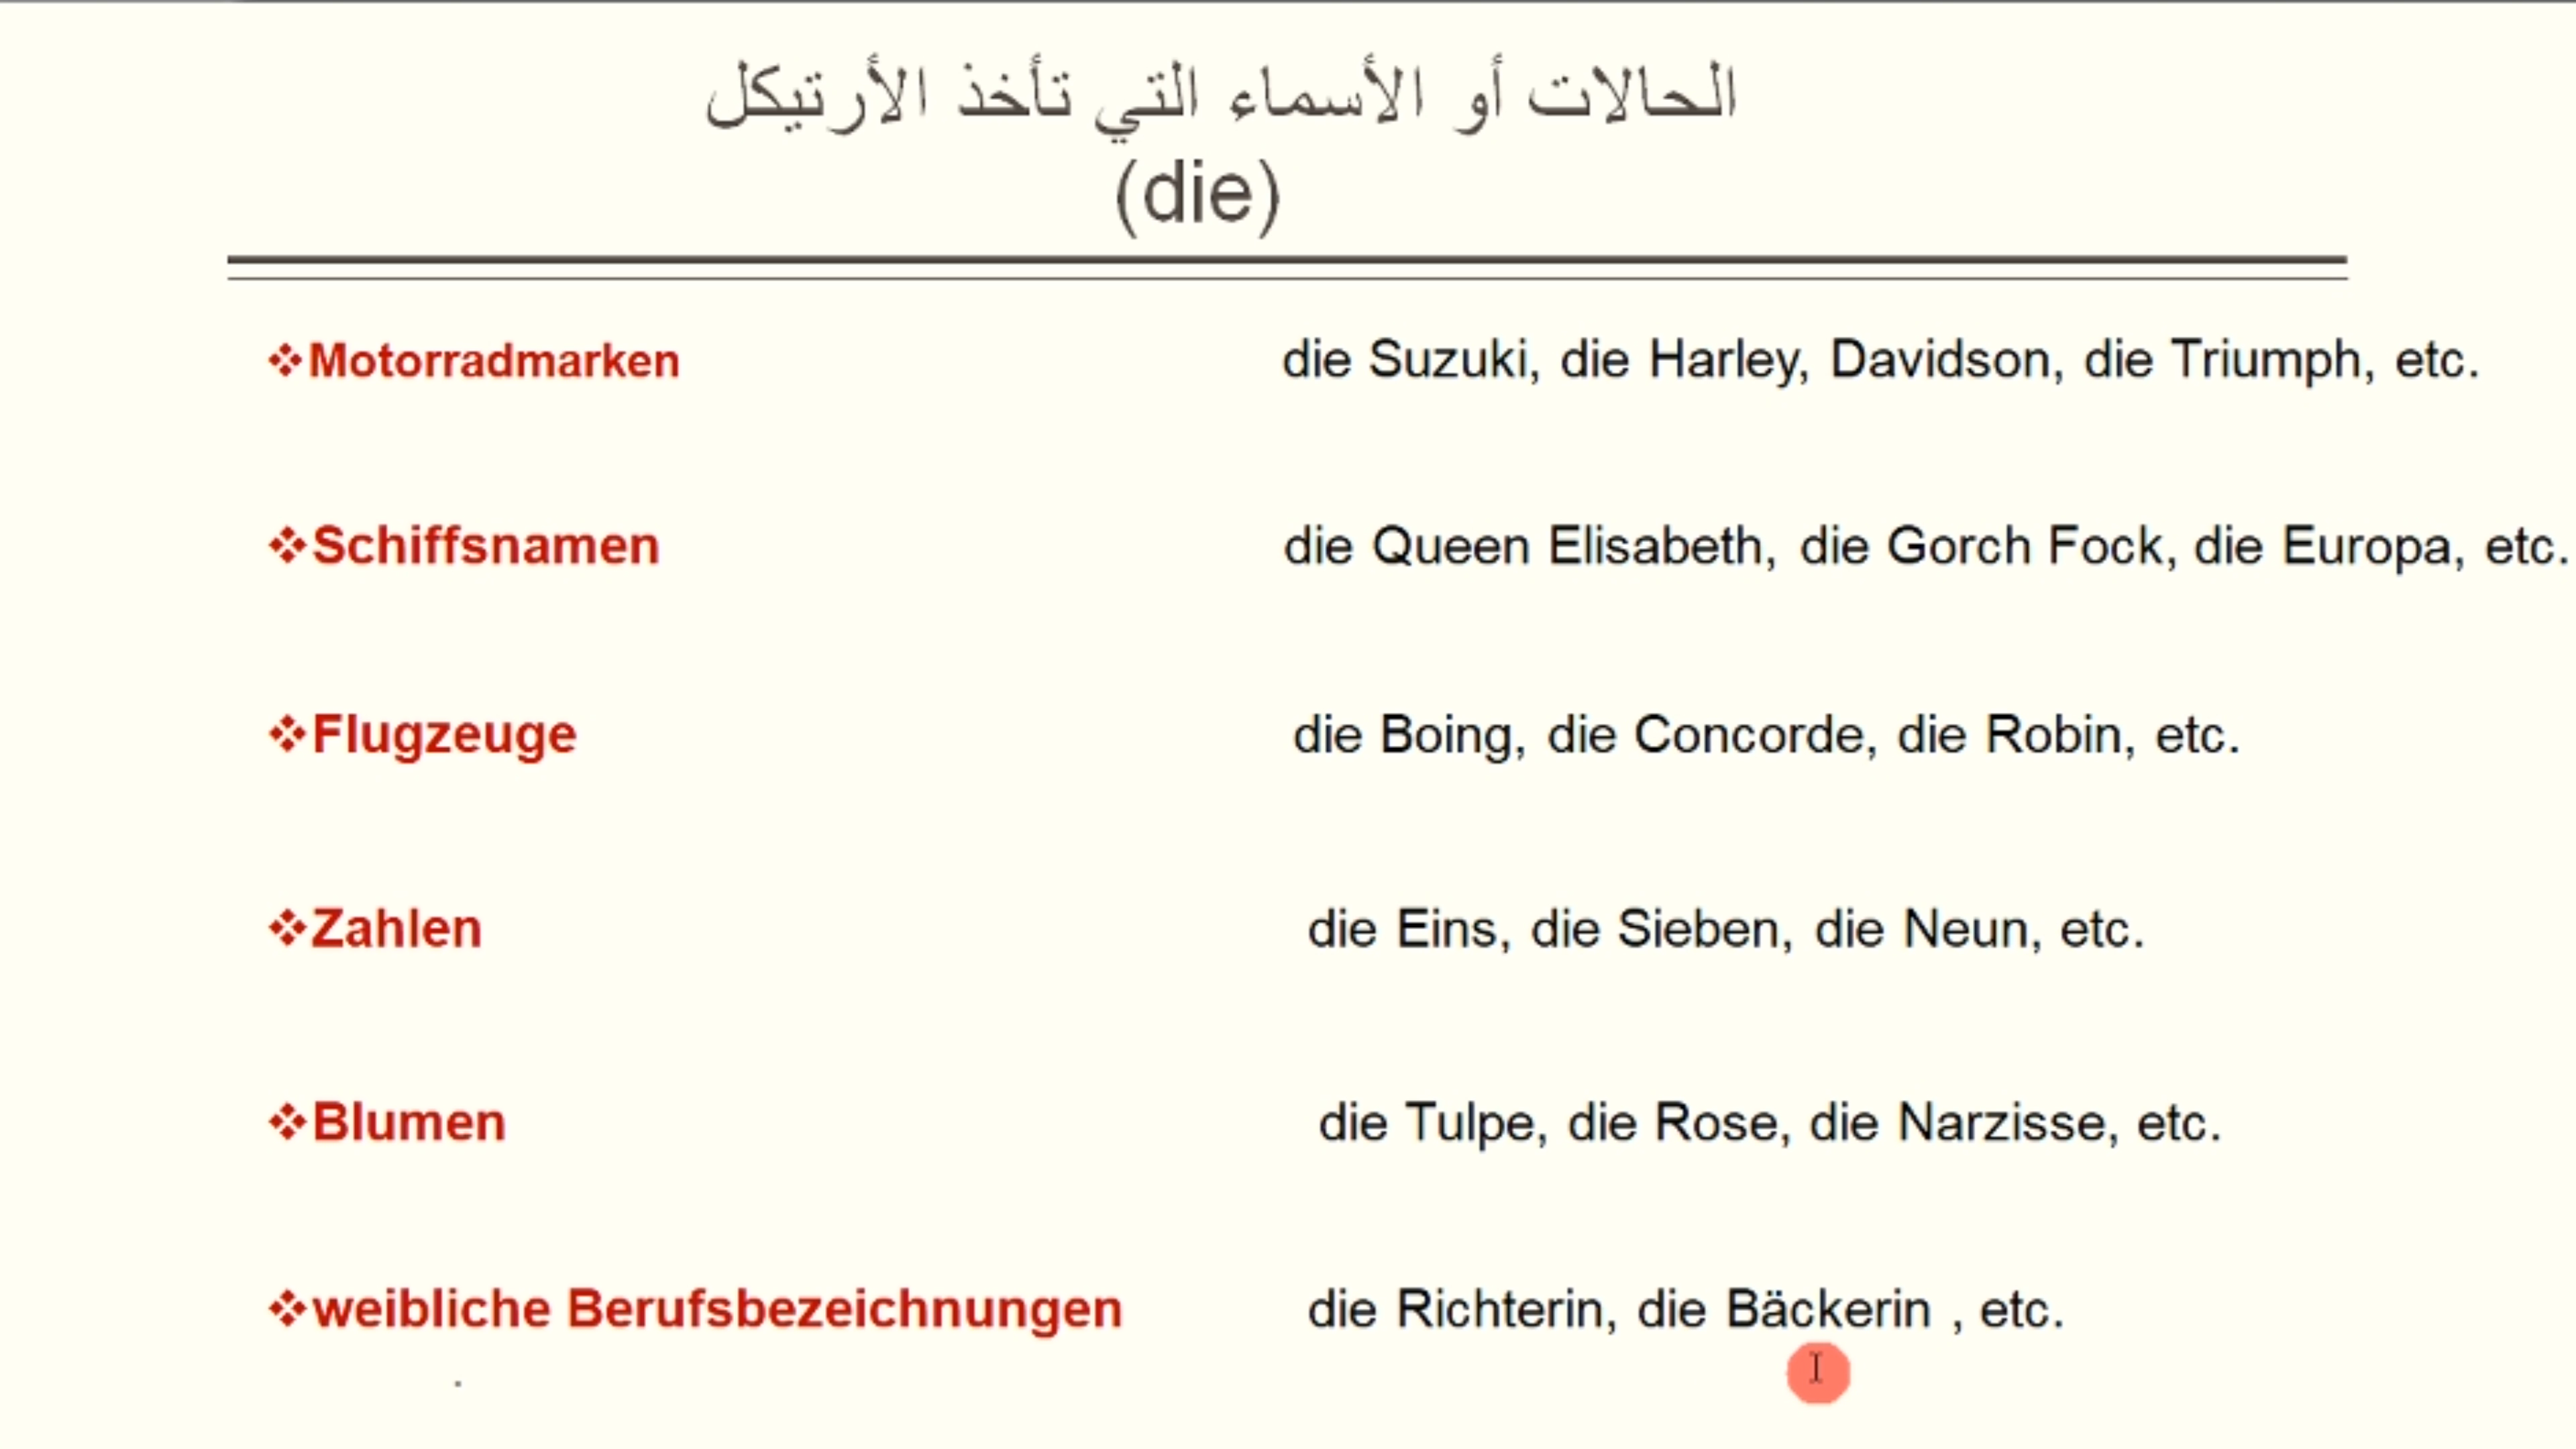 الحالات أو الأسماء التي تأخذ الأرتيكل
(die)
❖Motorradmarken die Suzuki, die Harley, Davidson, die Triumph, etc.
❖Schiffsnamen die Queen Elisabeth, die Gorch Fock, die Europa, etc.
❖Flugzeuge die Boing, die Concorde, die Robin, etc.
❖Zahlen die Eins, die Sieben, die Neun, etc.
❖Blumen die Tulpe, die Rose, die Narzisse, etc.
❖weibliche Berufsbezeichnungen die Richterin, die Bäckerin , etc.
.